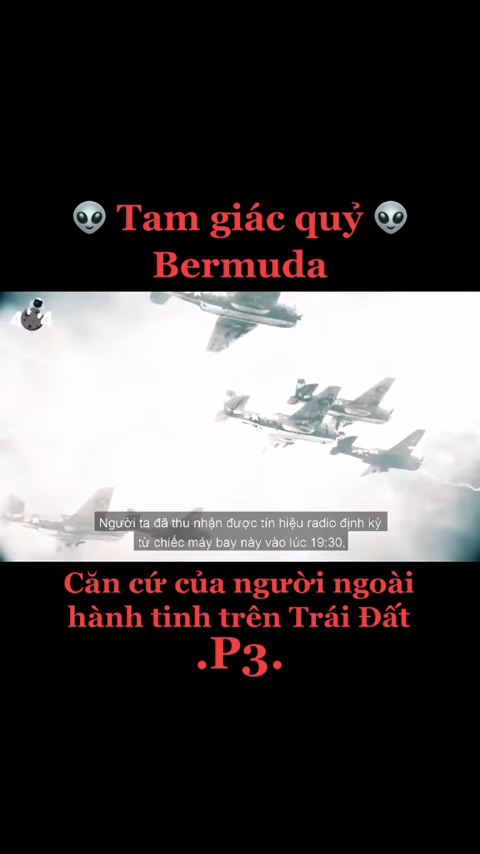 👽 Tam giác quỷ 👽
Bermuda
Người ta đã thu nhận được tín hiệu radio định kỳ
từ chiếc máy bay này vào lúc 19:30,
Căn cứ của người ngoài
hành tinh trên Trái Đất
.P3.